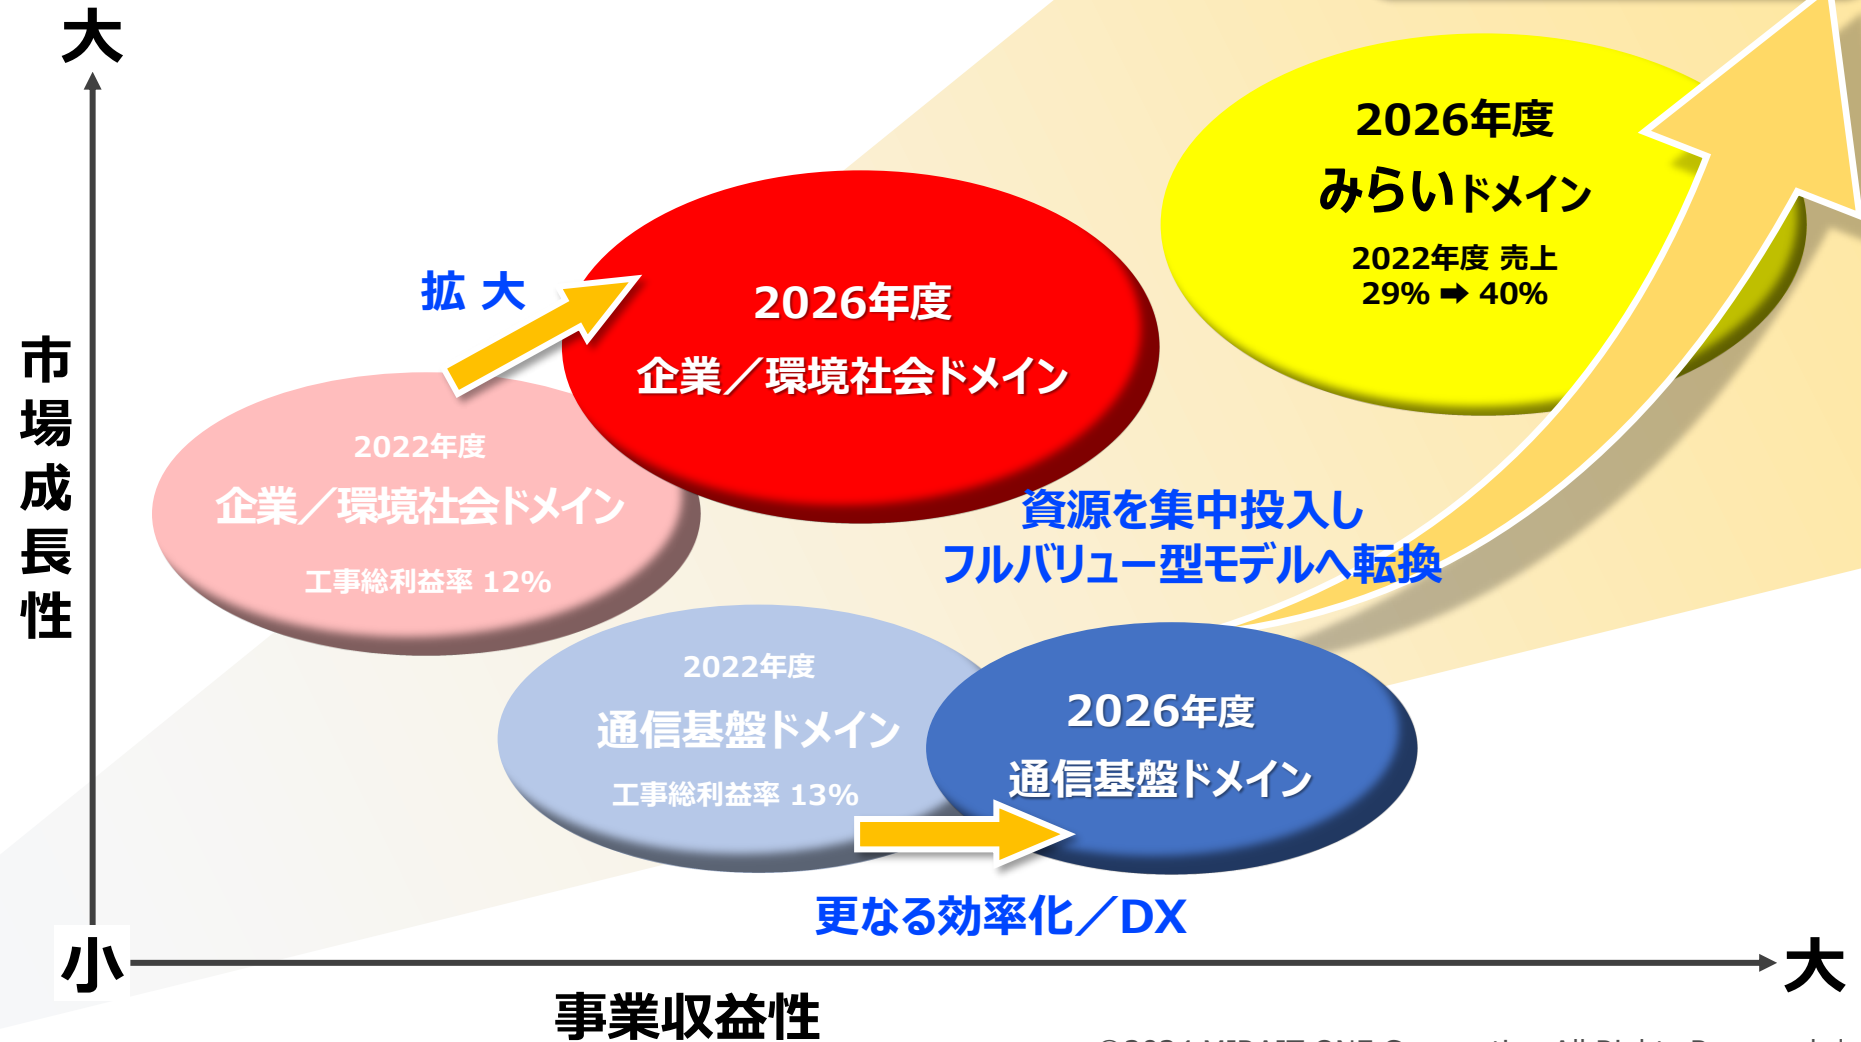 大
市場成長性
2026年度
みらいドメイン
2022年度 売上
29% ➡ 40%
拡 大
2026年度
企業／環境社会ドメイン
2022年度
企業／環境社会ドメイン
工事総利益率 12%
資源を集中投入し
フルバリュー型モデルへ転換
2022年度
通信基盤ドメイン
工事総利益率 13%
2026年度
通信基盤ドメイン
更なる効率化／DX
小
大
事業収益性